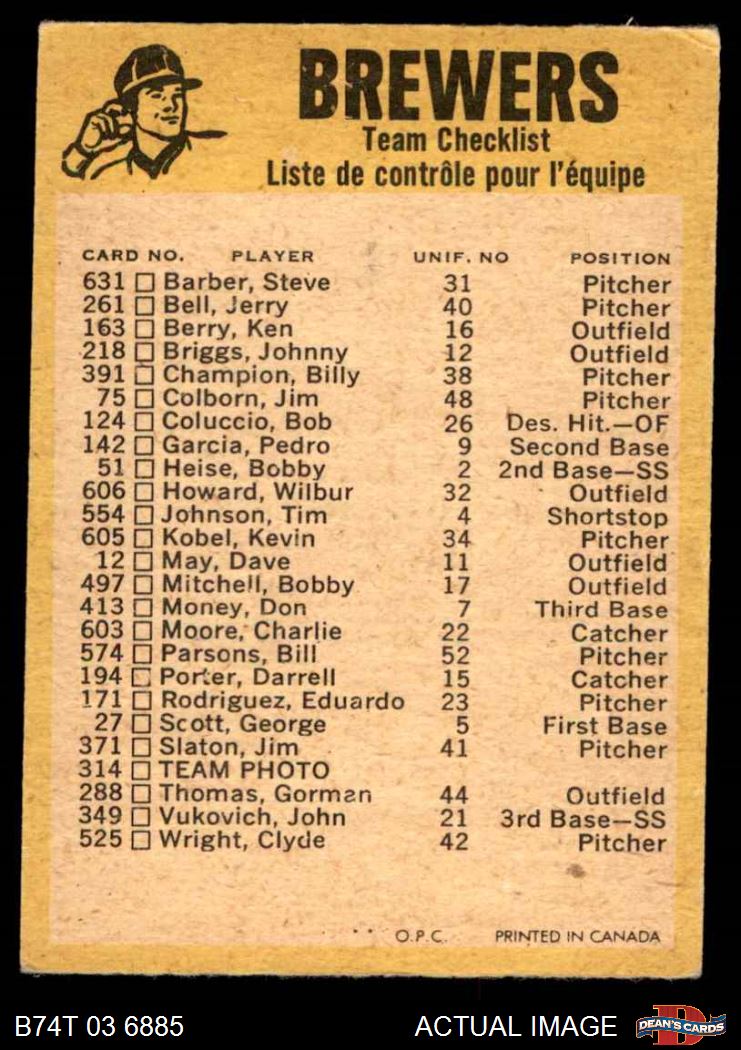 BREWERS
Team Checklist
Liste de contrôle pour l'équipe
CARD NO. PLAYER UNIF. NO POSITION
631 Barber, Steve 31 Pitcher
261 Bell, Jerry 40 Pitcher
163 Berry, Ken 16 Outfield
218 Briggs, Johnny 12 Outfield
391 Champion, Billy 38 Pitcher
75 Colborn, Jim 48 Pitcher
124 Coluccio, Bob 26 Des. Hit.—OF
142 Garcia, Pedro 9 Second Base
51 Heise, Bobby 2 2nd Base—SS
606 Howard, Wilbur 32 Outfield
554 Johnson, Tim 4 Shortstop
605 Kobel, Kevin 34 Pitcher
12 May, Dave 11 Outfield
497 Mitchell, Bobby 17 Outfield
413 Money, Don 7 Third Base
603 Moore, Charlie 22 Catcher
574 Parsons, Bill 52 Pitcher
194 Porter, Darrell 15 Catcher
171 Rodriguez, Eduardo 23 Pitcher
27 Scott, George 5 First Base
371 Slaton, Jim 41 Pitcher
314 TEAM PHOTO
288 Thomas, Gorman 44 Outfield
349 Vukovich, John 21 3rd Base—SS
525 Wright, Clyde 42 Pitcher
** O.P.C. PRINTED IN CANADA
B74T 03 6885 ACTUAL IMAGE DEAN'S CARDS